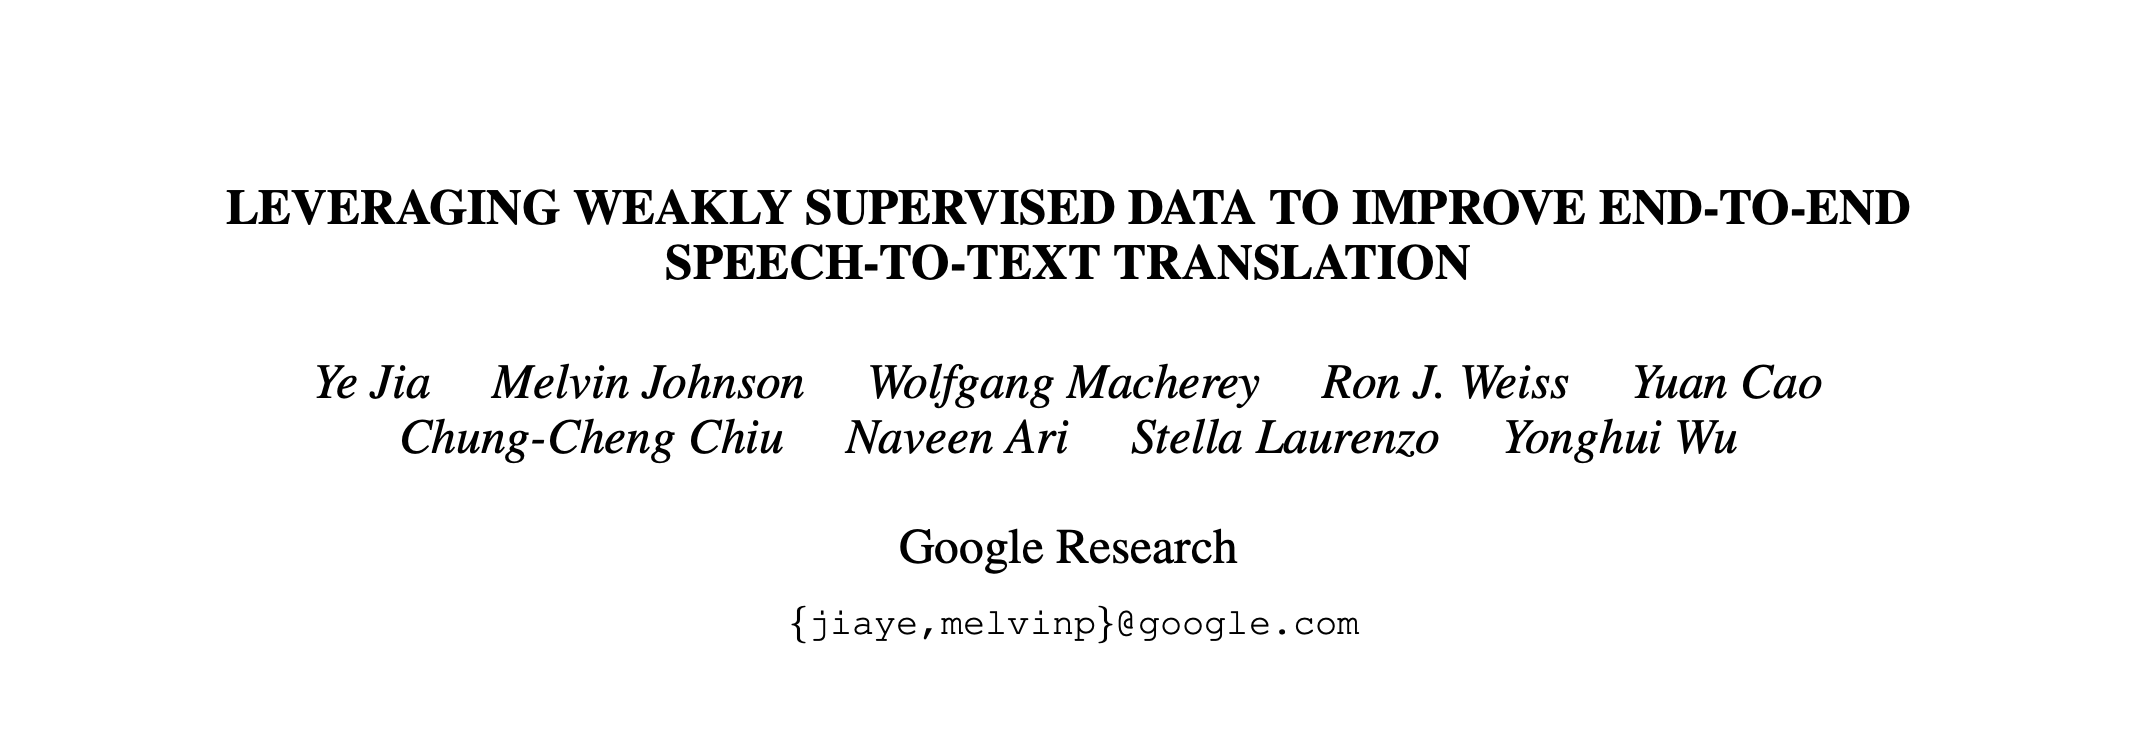 LEVERAGING WEAKLY SUPERVISED DATA TO IMPROVE END-TO-END
SPEECH-TO-TEXT TRANSLATION
Ye Jia Melvin Johnson Wolfgang Macherey Ron J. Weiss Yuan Cao
Chung-Cheng Chiu Naveen Ari Stella Laurenzo Yonghui Wu
Google Research
{jiaye,melvinp}@google.com